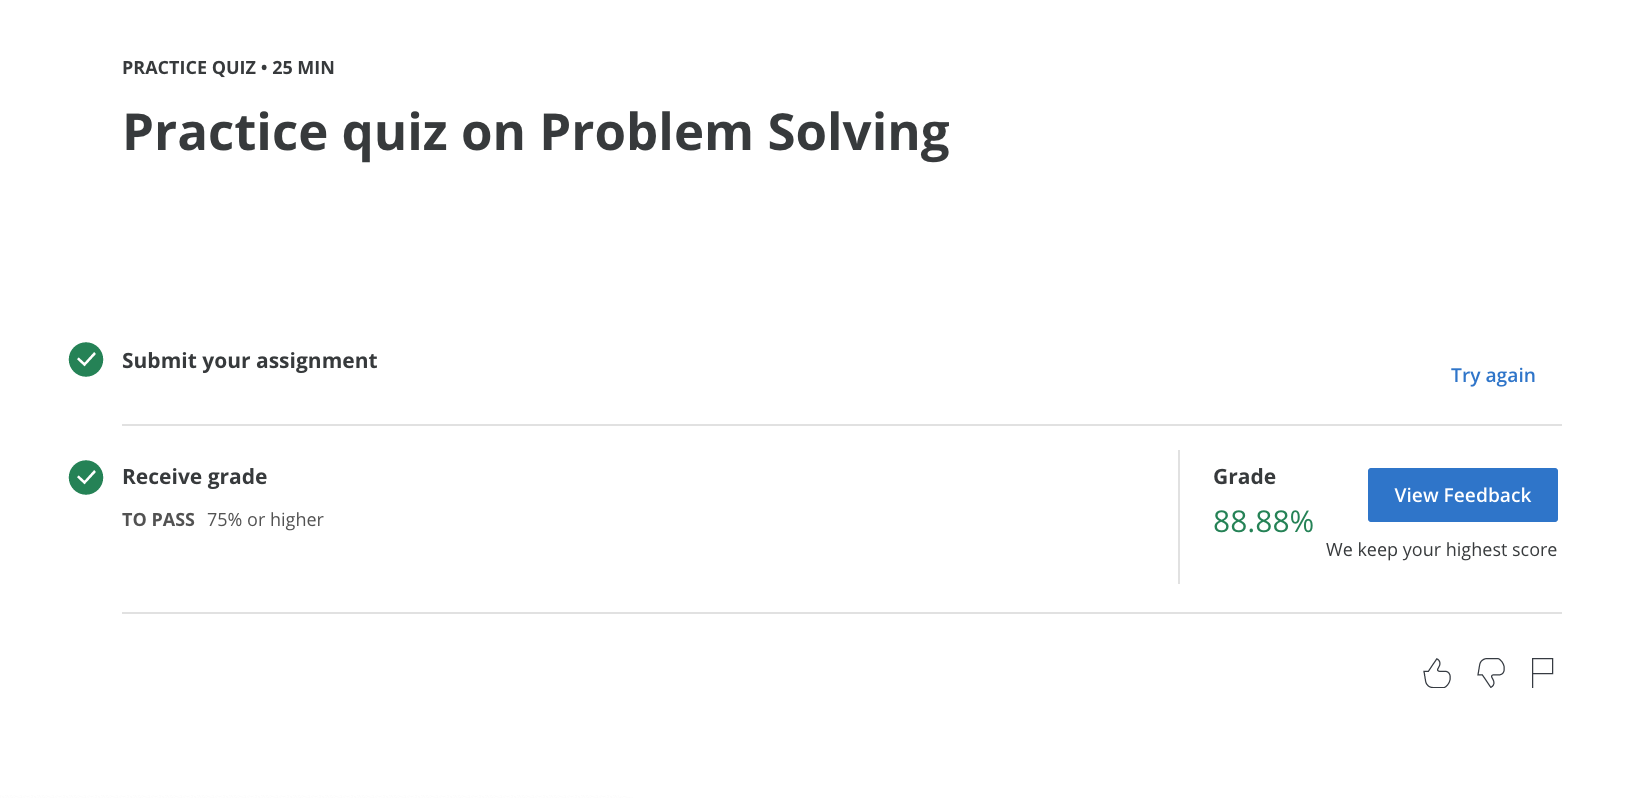 PRACTICE QUIZ • 25 MIN
Practice quiz on Problem Solving
Submit your assignment
Try again
Receive grade
TO PASS 75% or higher
Grade
88.88%
View Feedback
We keep your highest score